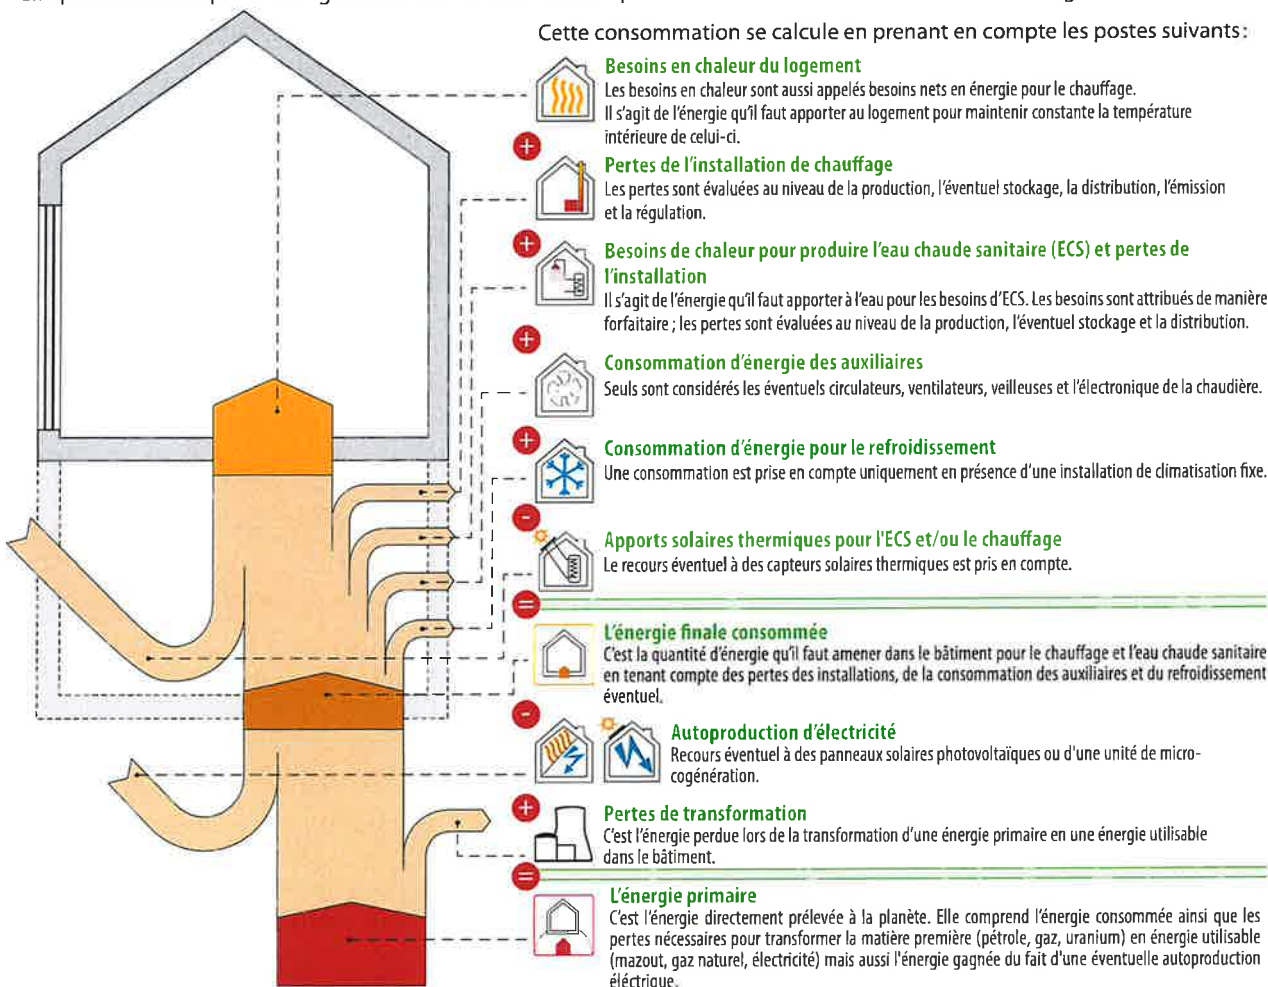 Cette consommation se calcule en prenant en compte les postes suivants:
Besoins en chaleur du logement
Les besoins en chaleur sont aussi appelés besoins nets en énergie pour le chauffage.
Il s'agit de l'énergie qu'il faut apporter au logement pour maintenir constante la température
intérieure de celui-ci.
+
Pertes de l'installation de chauffage
Les pertes sont évaluées au niveau de la production, l'éventuel stockage, la distribution, l'émission
et la régulation.
+
Besoins de chaleur pour produire l'eau chaude sanitaire (ECS) et pertes de
l'installation
Il s'agit de l'énergie qu'il faut apporter à l'eau pour les besoins d'ECS. Les besoins sont attribués de manière
forfaitaire ; les pertes sont évaluées au niveau de la production, l'éventuel stockage et la distribution.
+
Consommation d'énergie des auxiliaires
Seuls sont considérés les éventuels circulateurs, ventilateurs, veilleuses et l'électronique de la chaudière.
+
Consommation d'énergie pour le refroidissement
Une consommation est prise en compte uniquement en présence d'une installation de climatisation fixe.
-
Apports solaires thermiques pour l'ECS et/ou le chauffage
Le recours éventuel à des capteurs solaires thermiques est pris en compte.
=
L'énergie finale consommée
C'est la quantité d'énergie qu'il faut amener dans le bâtiment pour le chauffage et l'eau chaude sanitaire
en tenant compte des pertes des installations, de la consommation des auxiliaires et du refroidissement
éventuel.
-
Autoproduction d'électricité
Recours éventuel à des panneaux solaires photovoltaïques ou d'une unité de micro-
cogénération.
+
Pertes de transformation
C'est l'énergie perdue lors de la transformation d'une énergie primaire en une énergie utilisable
dans le bâtiment.
=
L'énergie primaire
C'est l'énergie directement prélevée à la planète. Elle comprend l'énergie consommée ainsi que les
pertes nécessaires pour transformer la matière première (pétrole, gaz, uranium) en énergie utilisable
(mazout, gaz naturel, électricité) mais aussi l'énergie gagnée du fait d'une éventuelle autoproduction
éléctrique.